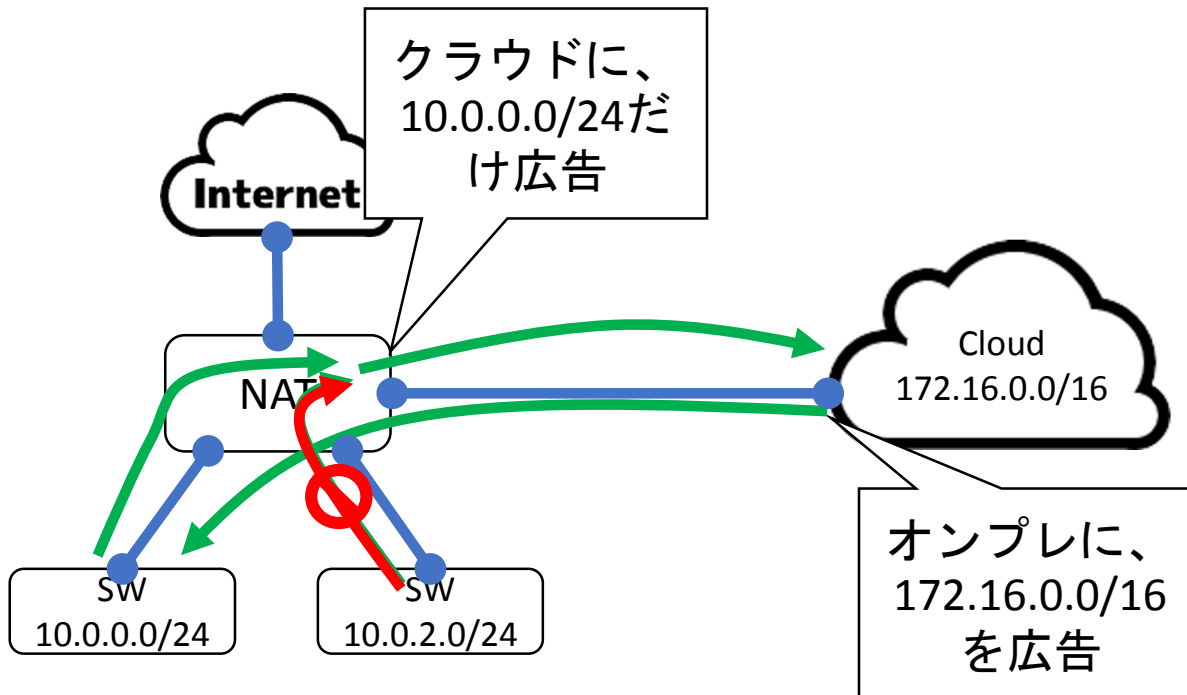 クラウドに、
10.0.0.0/24だ
け広告
Internet
NAT
Cloud
172.16.0.0/16
SW
10.0.0.0/24
SW
10.0.2.0/24
オンプレに、
172.16.0.0/16
を広告